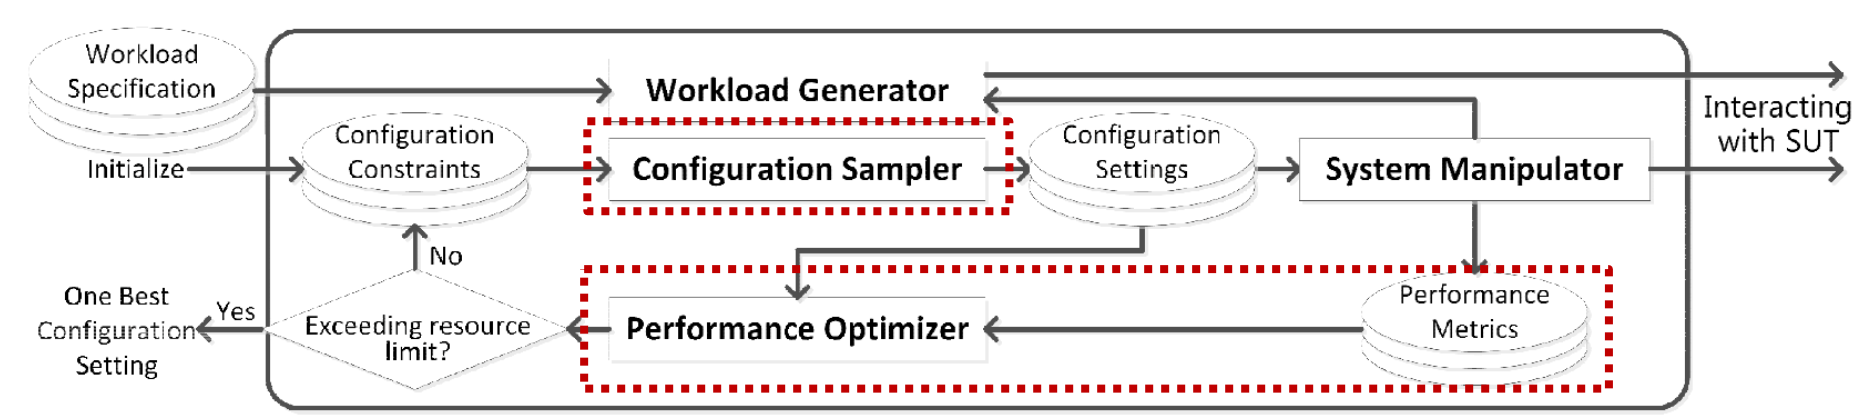 Workload
Specification
Workload Generator
Interacting
with SUT
Initialize
Configuration
Constraints
Configuration Sampler
Configuration
Settings
System Manipulator
No
One Best
Configuration
Setting
Yes
Exceeding resource
limit?
Performance Optimizer
Performance
Metrics